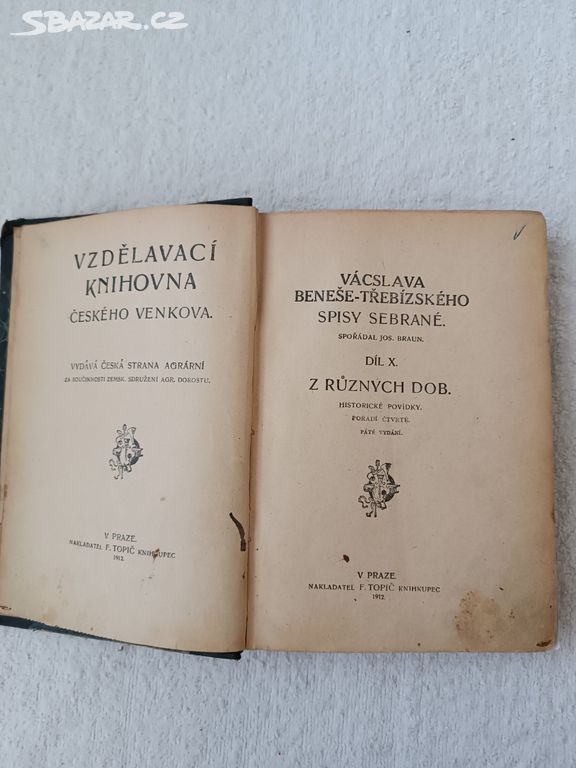 SBAZAR.CZ
VZDĚLAVACÍ
KNIHOVNA
ČESKÉHO VENKOVA.
VYDÁVÁ ČESKÁ STRANA AGRÁRNÍ
ZA SOUČINNOSTI ZEMSK. SDRUŽENÍ AGR. DOROSTU.
V PRAZE.
NAKLADATEL F. TOPIČ KNIHKUPEC
1912.
VÁCSLAVA
BENEŠE-TŘEBÍZSKÉHO
SPISY SEBRANÉ.
SPOŘÁDAL JOS. BRAUN.
DÍL X.
Z RŮZNYCH DOB.
HISTORICKÉ POVÍDKY.
POŘADÍ ČTVRTÉ.
PÁTÉ VYDÁNÍ.
V PRAZE.
NAKLADATEL F. TOPIČ KNIHKUPEC
1912.